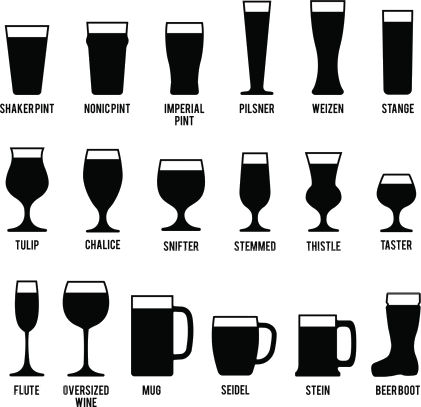 SHAKER PINT
NONIC PINT
IMPERIAL
PINT
PILSNER
WEIZEN
STANGE
TULIP
CHALICE
SNIFTER
STEMMED
THISTLE
TASTER
FLUTE
OVERSIZED
WINE
MUG
SEIDEL
STEIN
BEER BOOT